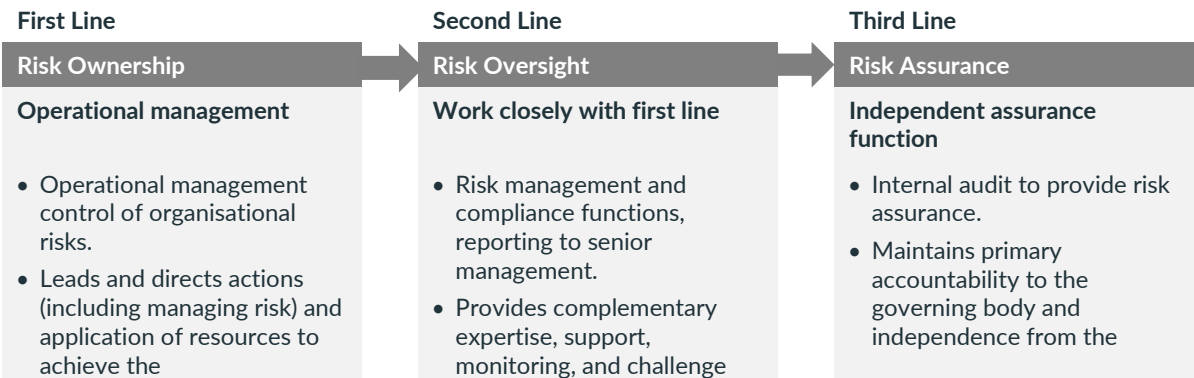 First Line
Risk Ownership
Operational management
• Operational management
control of organisational
risks.
• Leads and directs actions
(including managing risk) and
application of resources to
achieve the
Second Line
Risk Oversight
Work closely with first line
• Risk management and
compliance functions,
reporting to senior
management.
• Provides complementary
expertise, support,
monitoring, and challenge
Third Line
Risk Assurance
Independent assurance
function
• Internal audit to provide risk
assurance.
• Maintains primary
accountability to the
governing body and
independence from the